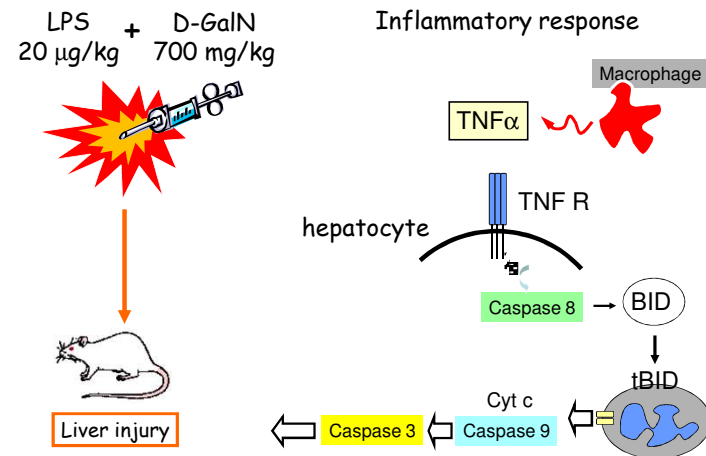 LPS + D-GalN
20 μg/kg 700 mg/kg
Liver injury
Inflammatory response
Macrophage
TNFα
TNF R
hepatocyte
Caspase 8
BID
tBID
Cyt c
Caspase 9
Caspase 3